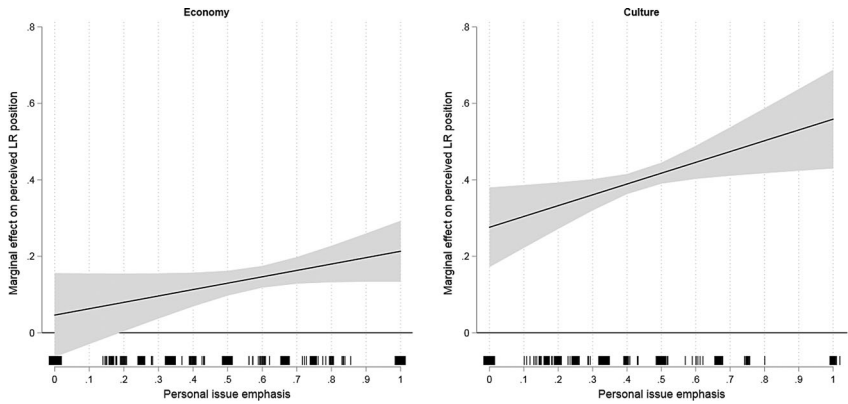 Economy
Marginal effect on perceived LR position
.8
.6
.4
.2
0
0 .1 .2 .3 .4 .5 .6 .7 .8 .9 1
Personal issue emphasis
Culture
Marginal effect on perceived LR position
.8
.6
.4
.2
0
0 .1 .2 .3 .4 .5 .6 .7 .8 .9 1
Personal issue emphasis